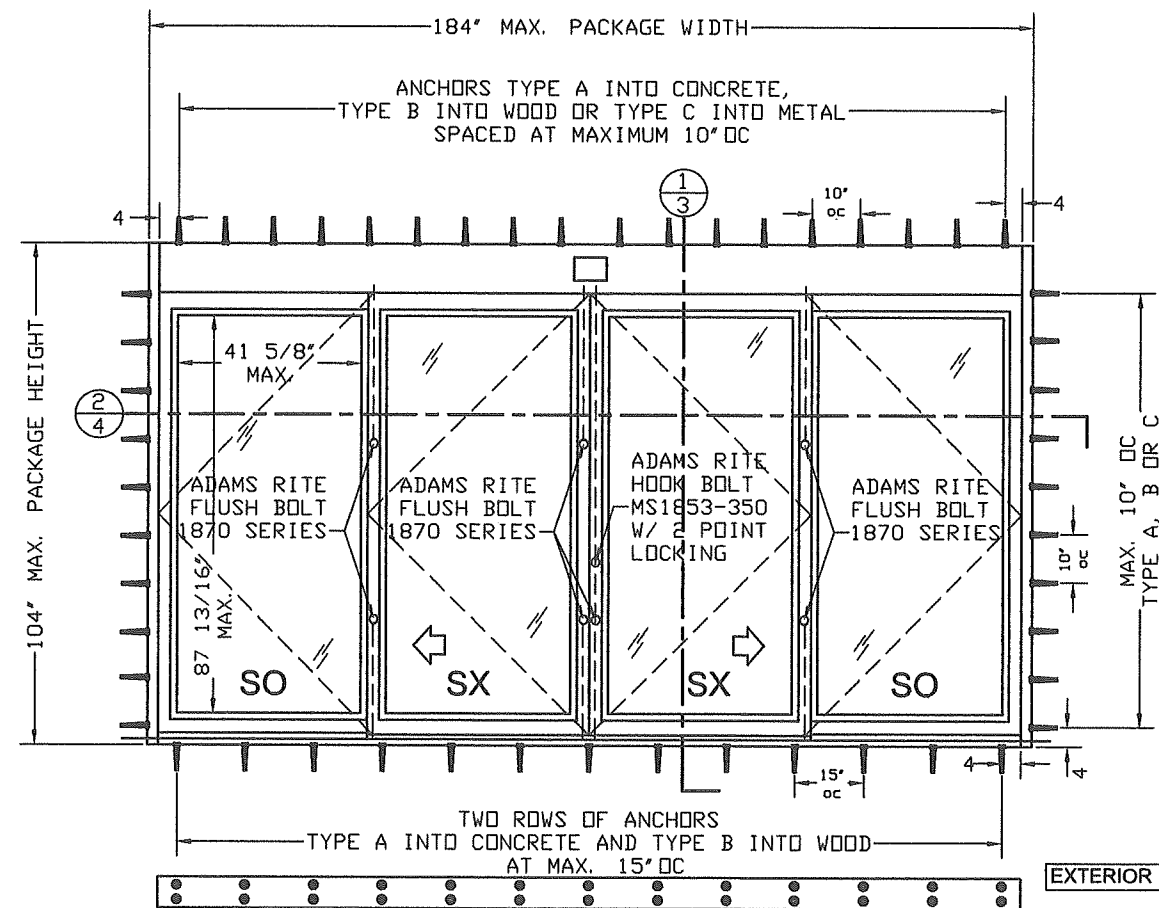 184" MAX. PACKAGE WIDTH
ANCHORS TYPE A INTO CONCRETE,
TYPE B INTO WOOD OR TYPE C INTO METAL
SPACED AT MAXIMUM 10" OC
1
3
10"
OC
4
4
104" MAX. PACKAGE HEIGHT
41 5/8"
MAX.
2
4
87 13/16"
MAX.
ADAMS RITE
FLUSH BOLT
1870 SERIES
ADAMS RITE
FLUSH BOLT
1870 SERIES
ADAMS RITE
HOOK BOLT
MS1853-350
W/ 2 POINT
LOCKING
ADAMS RITE
FLUSH BOLT
1870 SERIES
10"
OC
MAX. 10" OC
TYPE A, B OR C
SO
SX
SX
SO
15"
OC
4
4
TWO ROWS OF ANCHORS
TYPE A INTO CONCRETE AND TYPE B INTO WOOD
AT MAX. 15" OC
EXTERIOR